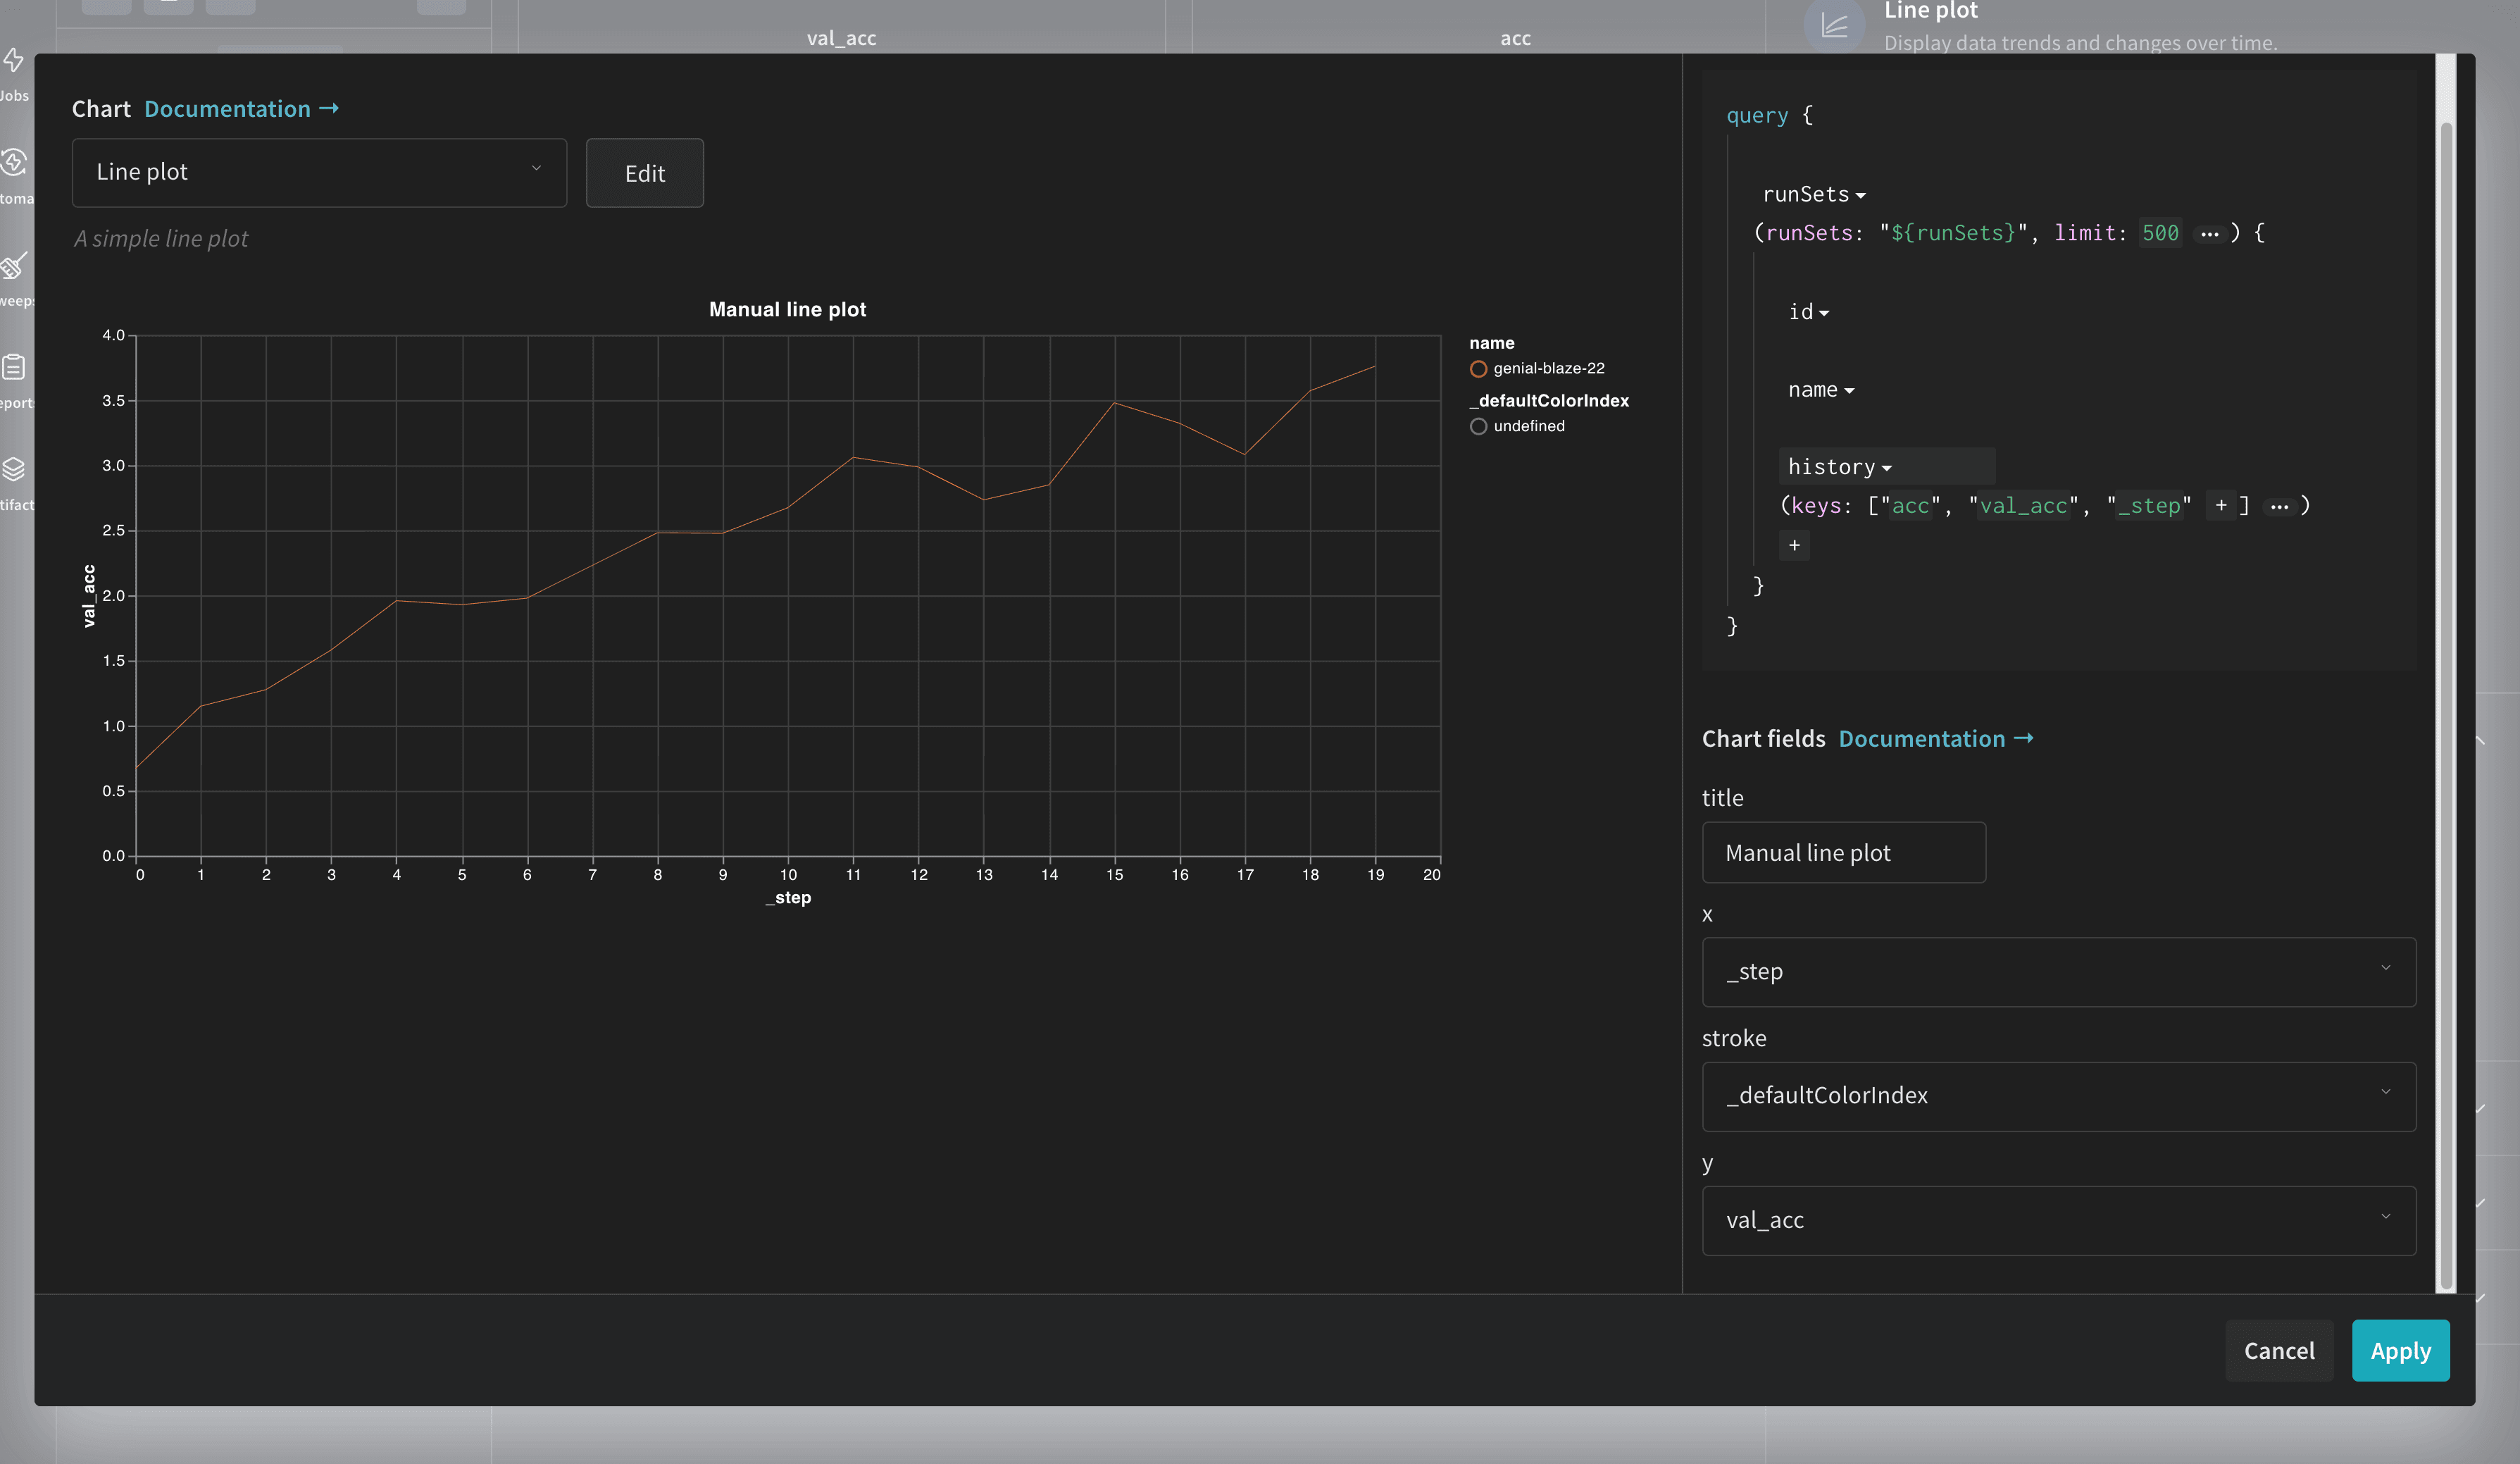 val_acc
acc
Line plot
Display data trends and changes over time.
Jobs
Chart Documentation →
Line plot
Edit
A simple line plot
Manual line plot
4.0
3.5
3.0
2.5
2.0
1.5
1.0
0.5
0.0
val_acc
0 1 2 3 4 5 6 7 8 9 10 11 12 13 14 15 16 17 18 19 20
_step
name
genial-blaze-22
_defaultColorIndex
undefined
query {
runSets
(runSets: "${runSets}", limit: 500 ... ) {
id
name
history
(keys: ["acc", "val_acc", "_step" + ] ... )
+
}
}
Chart fields Documentation →
title
Manual line plot
x
_step
stroke
_defaultColorIndex
y
val_acc
Cancel
Apply